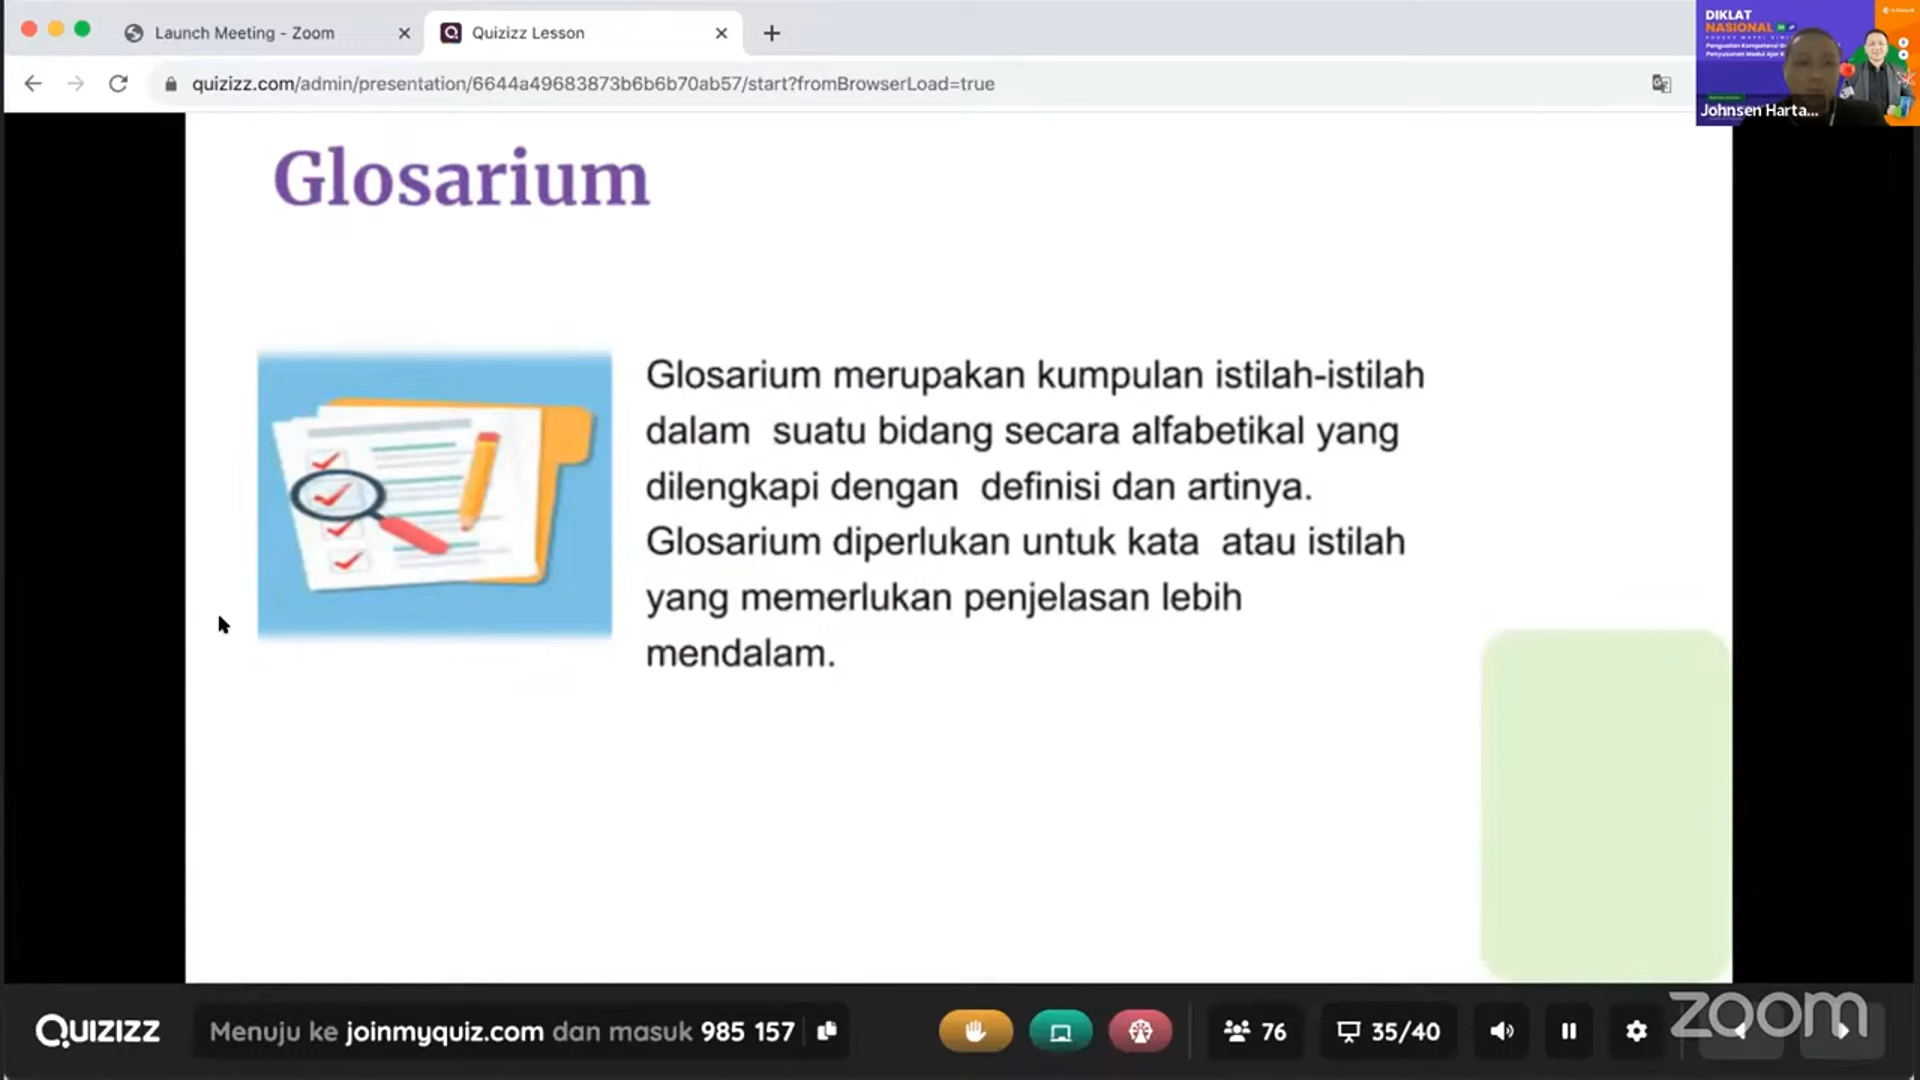 Launch Meeting - Zoom
Quizizz Lesson
quizizz.com/admin/presentation/6644a49683873b6b6b70ab57/start?fromBrowserLoad=true
DIKLAT
NASIONAL
Johnsen Harta...
Glosarium
Glosarium merupakan kumpulan istilah-istilah
dalam suatu bidang secara alfabetikal yang
dilengkapi dengan definisi dan artinya.
Glosarium diperlukan untuk kata atau istilah
yang memerlukan penjelasan lebih
mendalam.
QUIZIZZ
Menuju ke joinmyquiz.com dan masuk 985 157
76
35/40
zoom